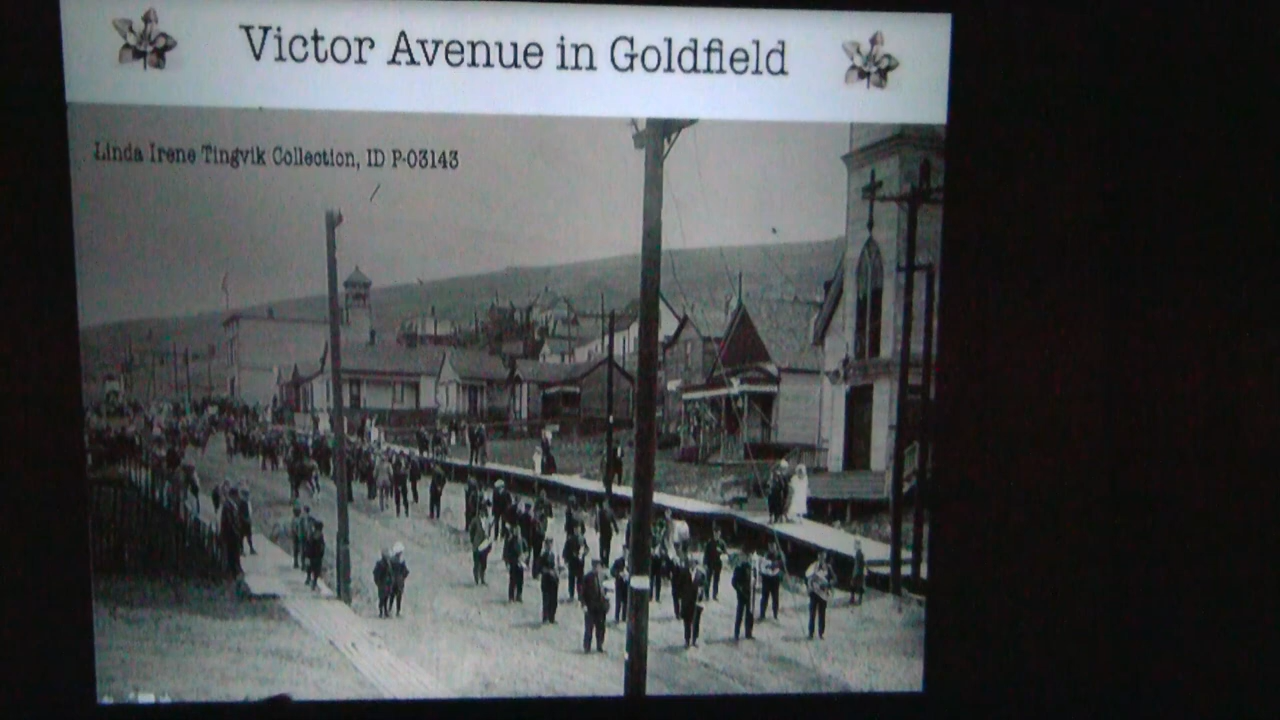 Victor Avenue in Goldfield
Linda Irene Tingvik Collection, ID P-03143